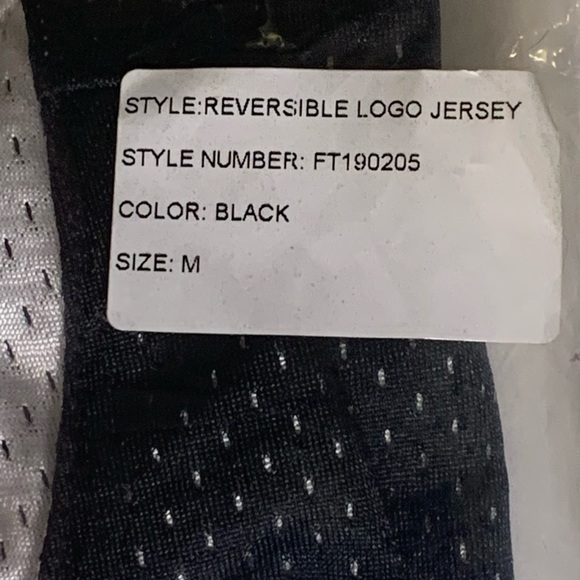 STYLE:REVERSIBLE LOGO JERSEY
STYLE NUMBER: FT190205
COLOR: BLACK
SIZE: M